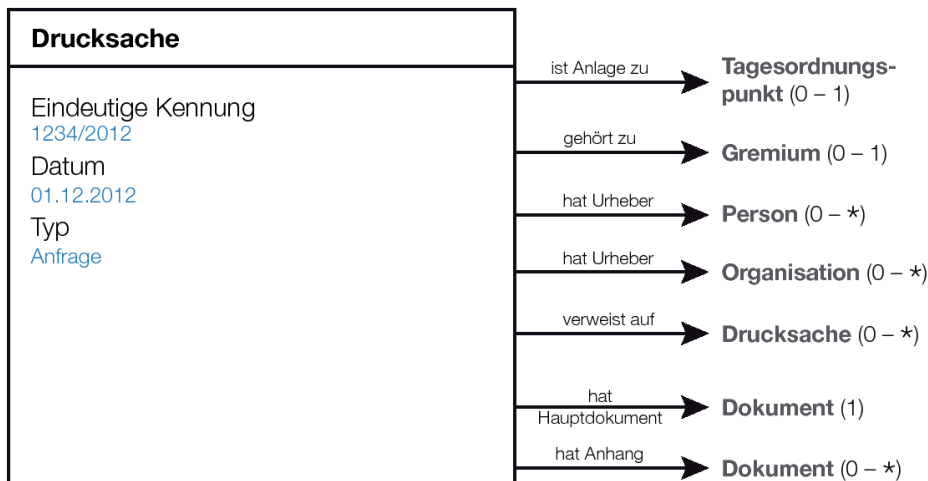 Drucksache
Eindeutige Kennung
1234/2012
Datum
01.12.2012
Typ
Anfrage
ist Anlage zu
Tagesordnungs-
punkt (0 – 1)
gehört zu
Gremium (0 – 1)
hat Urheber
Person (0 – *)
hat Urheber
Organisation (0 – *)
verweist auf
Drucksache (0 – *)
hat
Hauptdokument
Dokument (1)
hat Anhang
Dokument (0 – *)